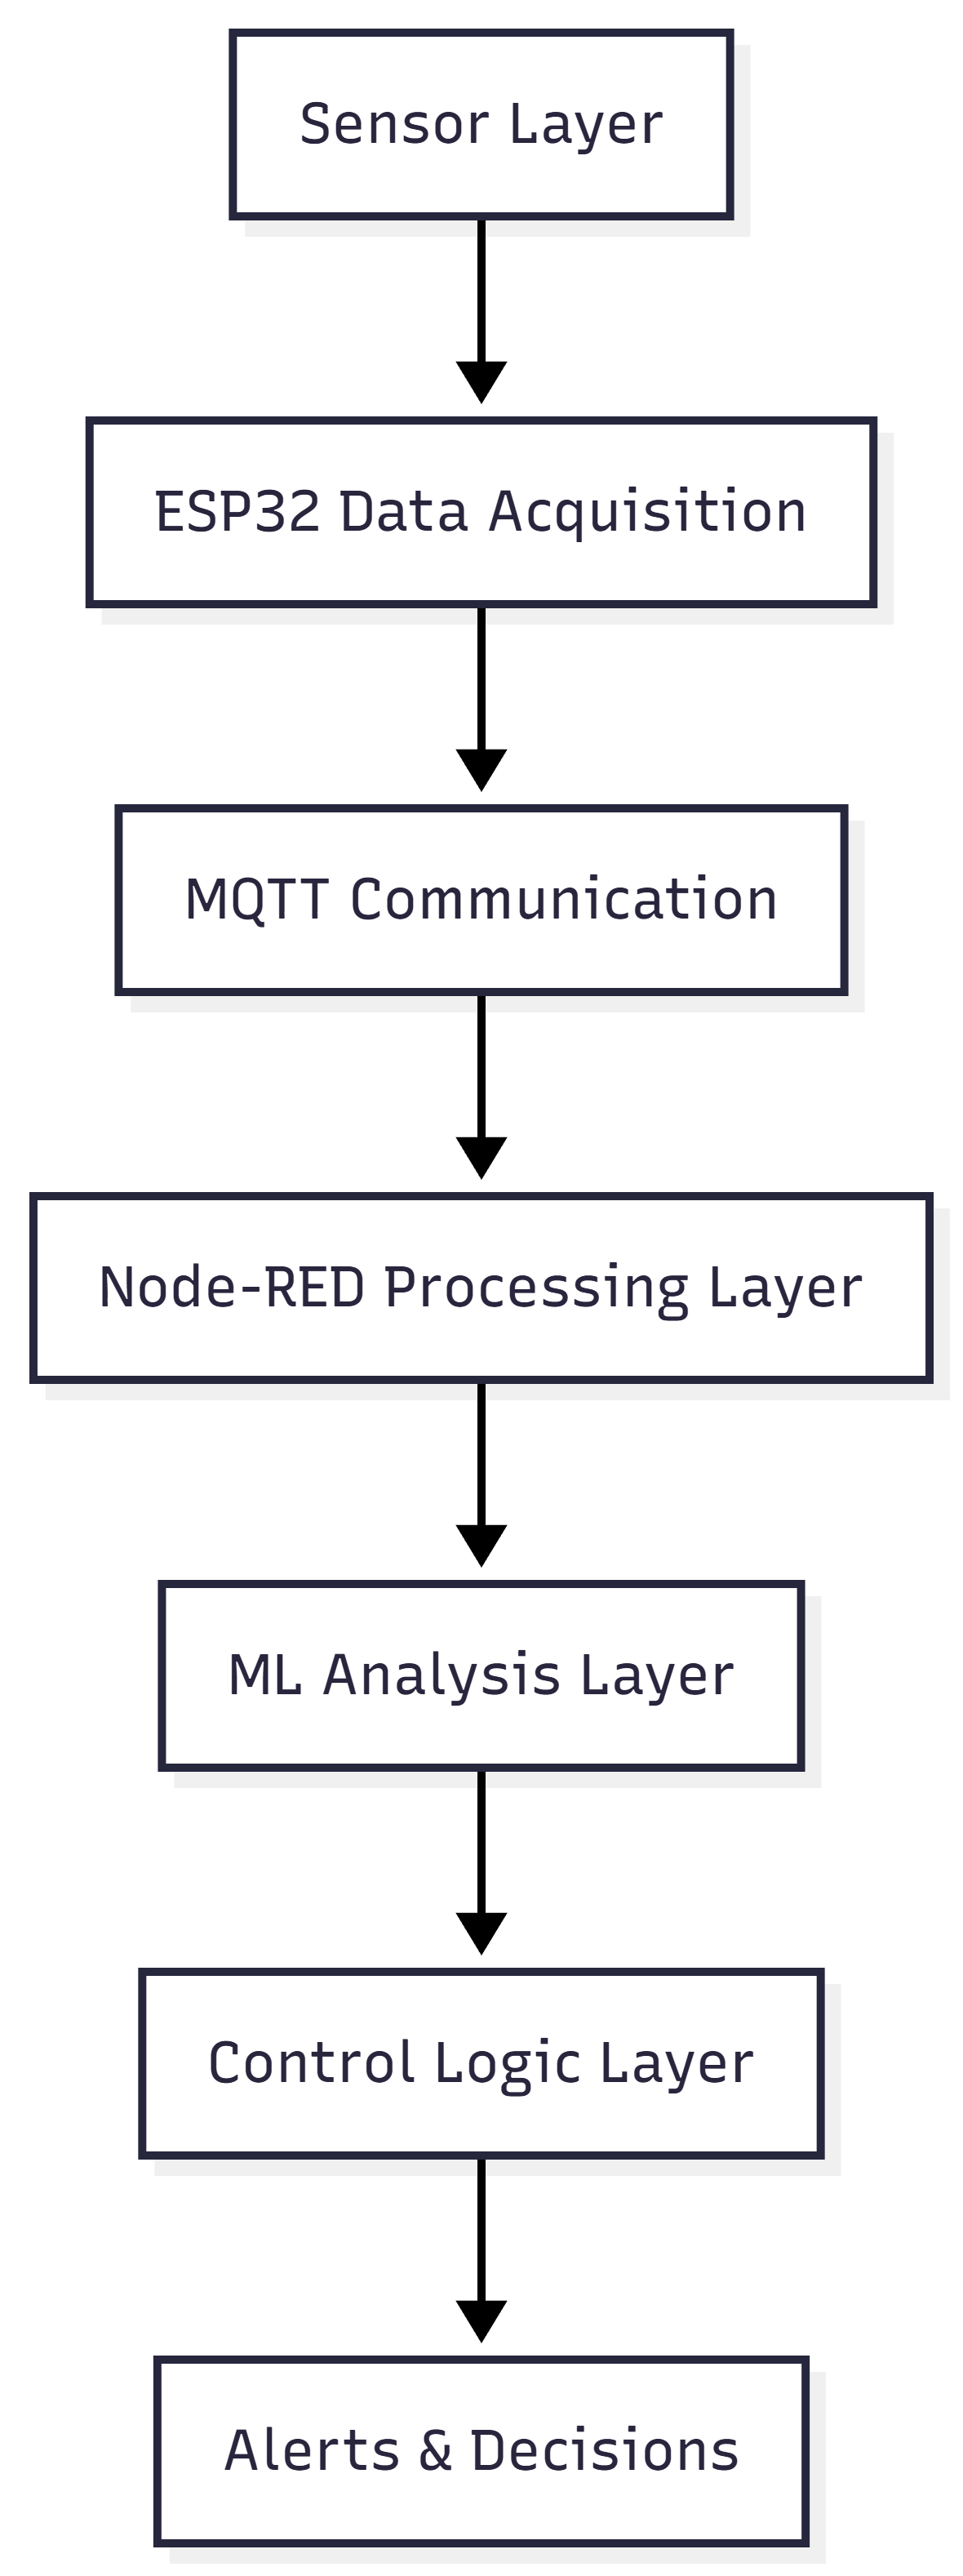 Sensor Layer
ESP32 Data Acquisition
MQTT Communication
Node-RED Processing Layer
ML Analysis Layer
Control Logic Layer
Alerts & Decisions